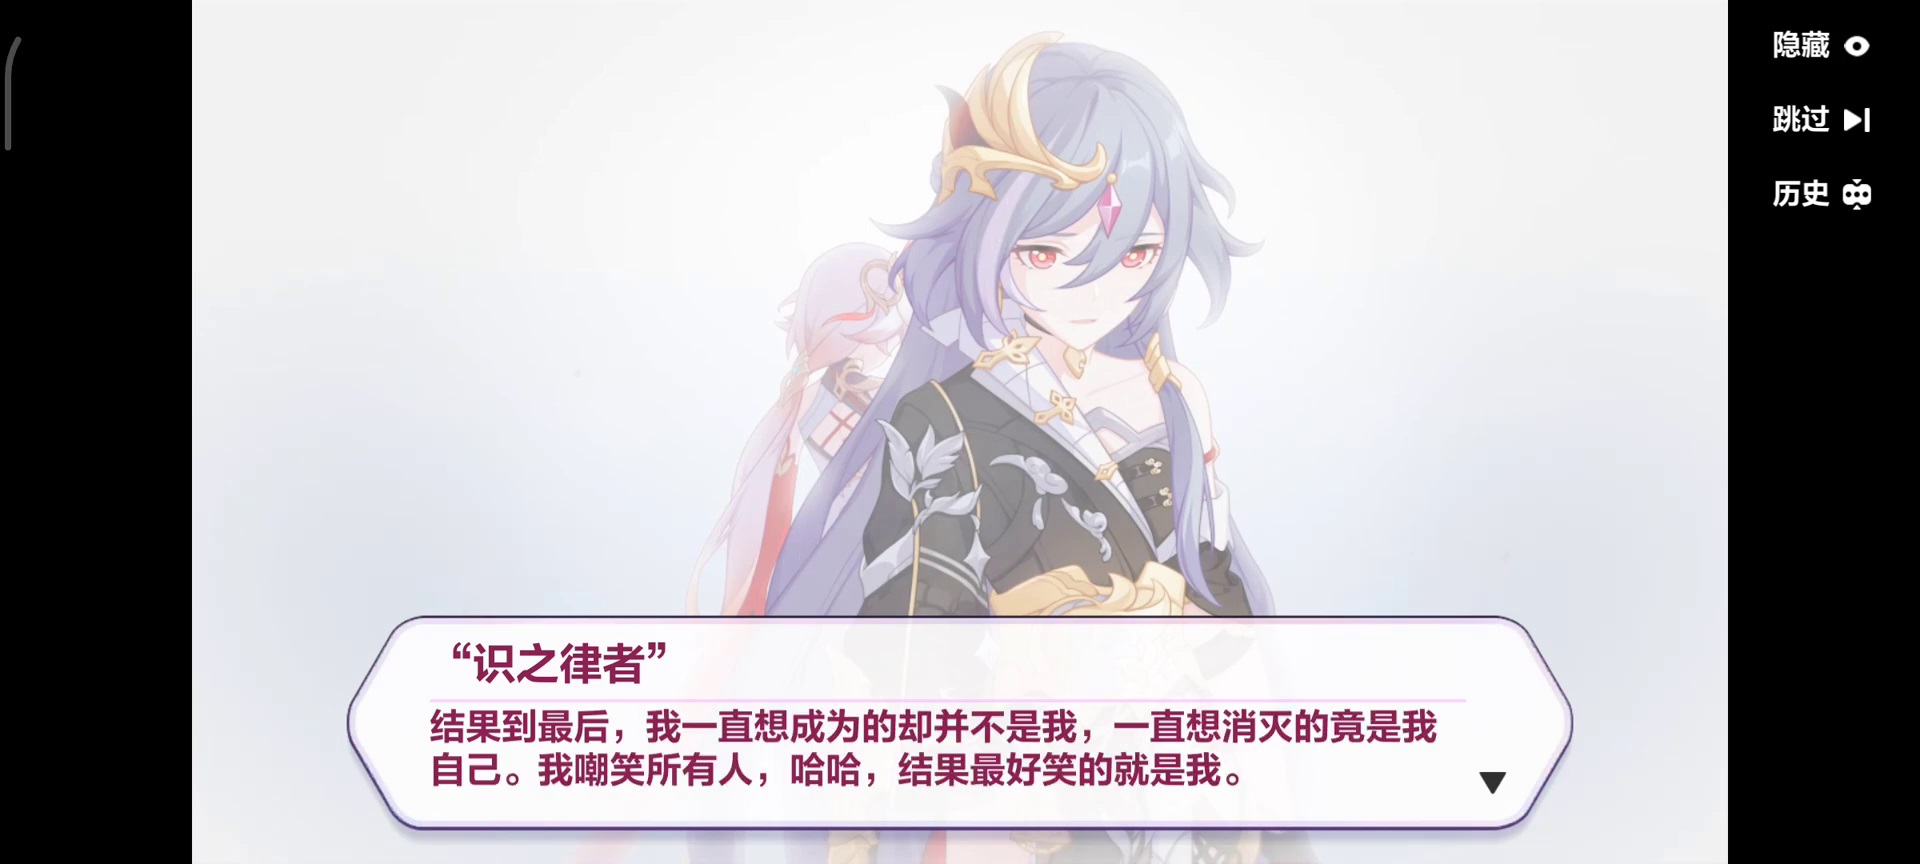 隐藏
跳过
历史
“识之律者”
结果到最后，我一直想成为的却并不是我，一直想消灭的竟是我
自己。我嘲笑所有人，哈哈，结果最好笑的就是我。